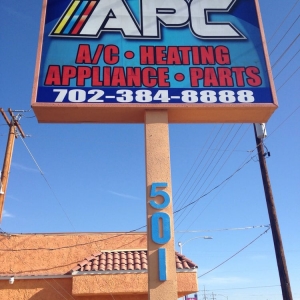 APC
A/C • HEATING
APPLIANCE • PARTS
702-384-8888
501